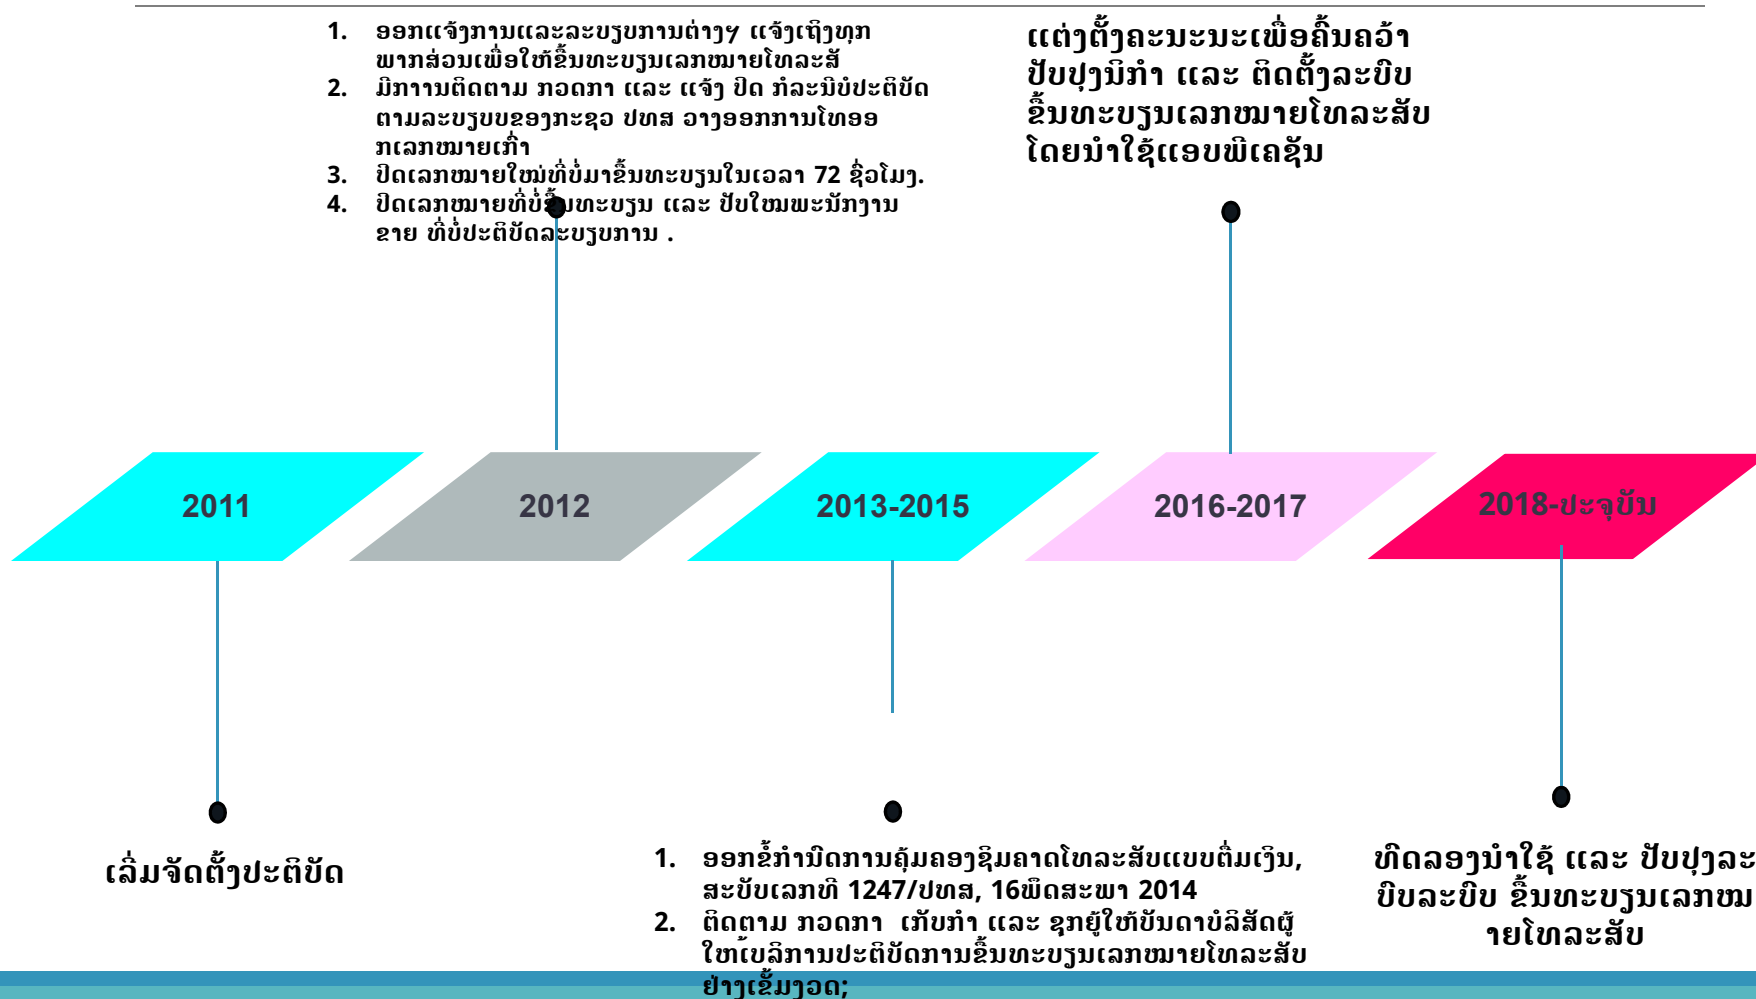 1. ອອກແຈ້ງການແລະລະບຽບການຕ່າງໆ ແຈ້ງເຖິງທຸກ
ພາກສ່ວນເພື່ອໃຫ້ຂື້ນທະບຽນເລກໝາຍໂທລະສັ
2. ມີການຕິດຕາມ ກວດກາ ແລະ ແຈ້ງ ປິດ ກໍລະນີບໍປະຕິບັດ
ຕາມລະບຽບບຂອງກະຊວ ປທສ ວາງອອກການໂທອອ
ກເລກໝາຍເກົ່າ
3. ປິດເລກໝາຍໃໝ່ທີ່ບໍ່ມາຂື້ນທະບຽນໃນເວລາ 72 ຊົ່ວໂມງ.
4. ປິດເລກໝາຍທີ່ບໍ່ຂື້ນທະບຽນ ແລະ ປັບໃໝພະນັກງານ
ຂາຍ ທີ່ບໍ່ປະຕິບັດລະບຽບການ .
ແຕ່ງຕັ້ງຄະນະນະເພື່ອຄົ້ນຄວ້າ
ປັບປຸງນິກຳ ແລະ ຕິດຕັ້ງລະບົບ
ຂື້ນທະບຽນເລກໝາຍໂທລະສັບ
ໂດຍນຳໃຊ້ແອບພິເຄຊັນ
2011
2012
2013-2015
2016-2017
2018-ປະຈຸບັນ
ເລີ່ມຈັດຕັ້ງປະຕິບັດ
1. ອອກຂໍ້ກຳນົດການຄຸ້ມຄອງຊິມຄາດໂທລະສັບແບບຕື່ມເງິນ,
ສະບັບເລກທີ 1247/ປທສ, 16ພຶດສະພາ 2014
2. ຕິດຕາມ ກວດກາ ເກັບກຳ ແລະ ຊຸກຍູ້ໃຫ້ບັນດາບໍລິສັດຜູ້
ໃຫເ້ບລິການປະຕິບັດການຂື້ນທະບຽນເລກໝາຍໂທລະສັບ
ຢ່າງເຂັ້ມງວດ;
ທົດລອງນຳໃຊ້ ແລະ ປັບປຸງລະ
ບົບລະບົບ ຂື້ນທະບຽນເລກໝ
າຍໂທລະສັບ